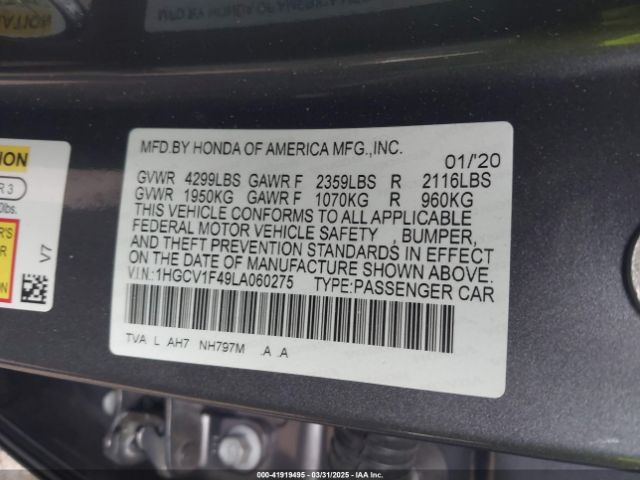 MFD.BY HONDA OF AMERICA MFG.,INC.
01/'20
GVWR 4299LBS GAWR F 2359LBS R 2116LBS
GVWR 1950KG GAWR F 1070KG R 960KG
THIS VEHICLE CONFORMS TO ALL APPLICABLE
FEDERAL MOTOR VEHICLE SAFETY , BUMPER,
AND THEFT PREVENTION STANDARDS IN EFFECT
ON THE DATE OF MANUFACTURE SHOWN ABOVE.
V.I.N:1HGCV1F49LA060275 TYPE:PASSENGER CAR
TVA L AH7 NH797M .A .A
V7
©00-41919495 | 03/31/2025 | IAA Inc.